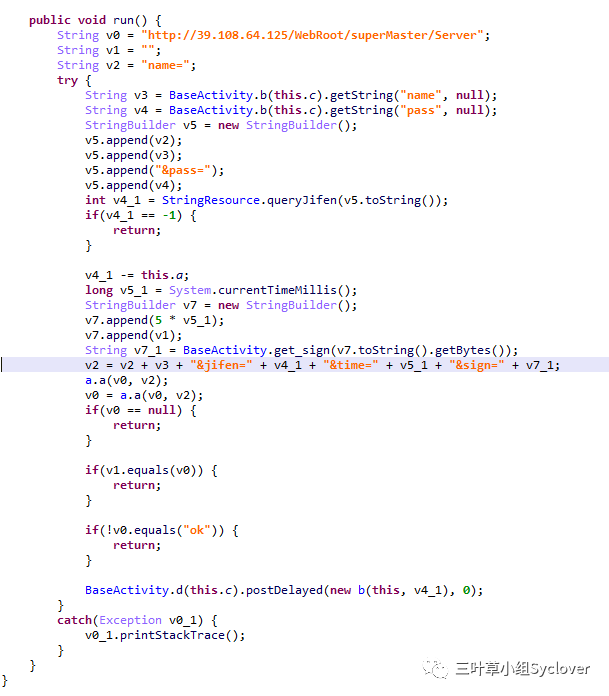 public void run() {
String v0 = "http://39.108.64.125/WebRoot/superMaster/Server";
String v1 = "";
String v2 = "name=";
try {
String v3 = BaseActivity.b(this.c).getString("name", null);
String v4 = BaseActivity.b(this.c).getString("pass", null);
StringBuilder v5 = new StringBuilder();
v5.append(v2);
v5.append(v3);
v5.append("&pass=");
v5.append(v4);
int v4_1 = StringResource.queryJifen(v5.toString());
if(v4_1 == -1) {
return;
}
v4_1 -= this.a;
long v5_1 = System.currentTimeMillis();
StringBuilder v7 = new StringBuilder();
v7.append(5 * v5_1);
v7.append(v1);
String v7_1 = BaseActivity.get_sign(v7.toString().getBytes());
v2 = v2 + v3 + "&jifen=" + v4_1 + "&time=" + v5_1 + "&sign=" + v7_1;
a.a(v0, v2);
v0 = a.a(v0, v2);
if(v0 == null) {
return;
}
if(v1.equals(v0)) {
return;
}
if(!v0.equals("ok")) {
return;
}
BaseActivity.d(this.c).postDelayed(new b(this, v4_1), 0);
}
catch(Exception v0_1) {
v0_1.printStackTrace();
}
}
}
三叶草小组Syclover